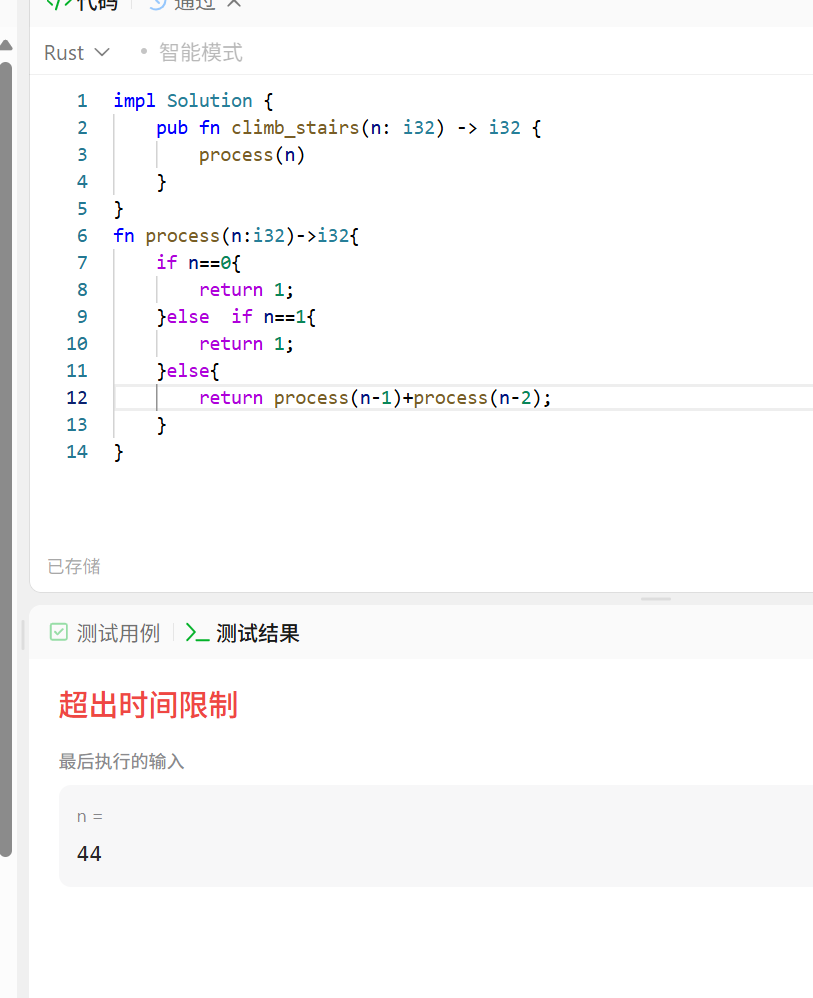 </>代码 通过
Rust 智能模式
1 impl Solution {
2 pub fn climb_stairs(n: i32) -> i32 {
3 process(n)
4 }
5 }
6 fn process(n:i32)->i32{
7 if n==0{
8 return 1;
9 }else  if n==1{
10 return 1;
11 }else{
12 return process(n-1)+process(n-2);
13 }
14 }
已存储
测试用例 测试结果
超出时间限制
最后执行的输入
n =
44